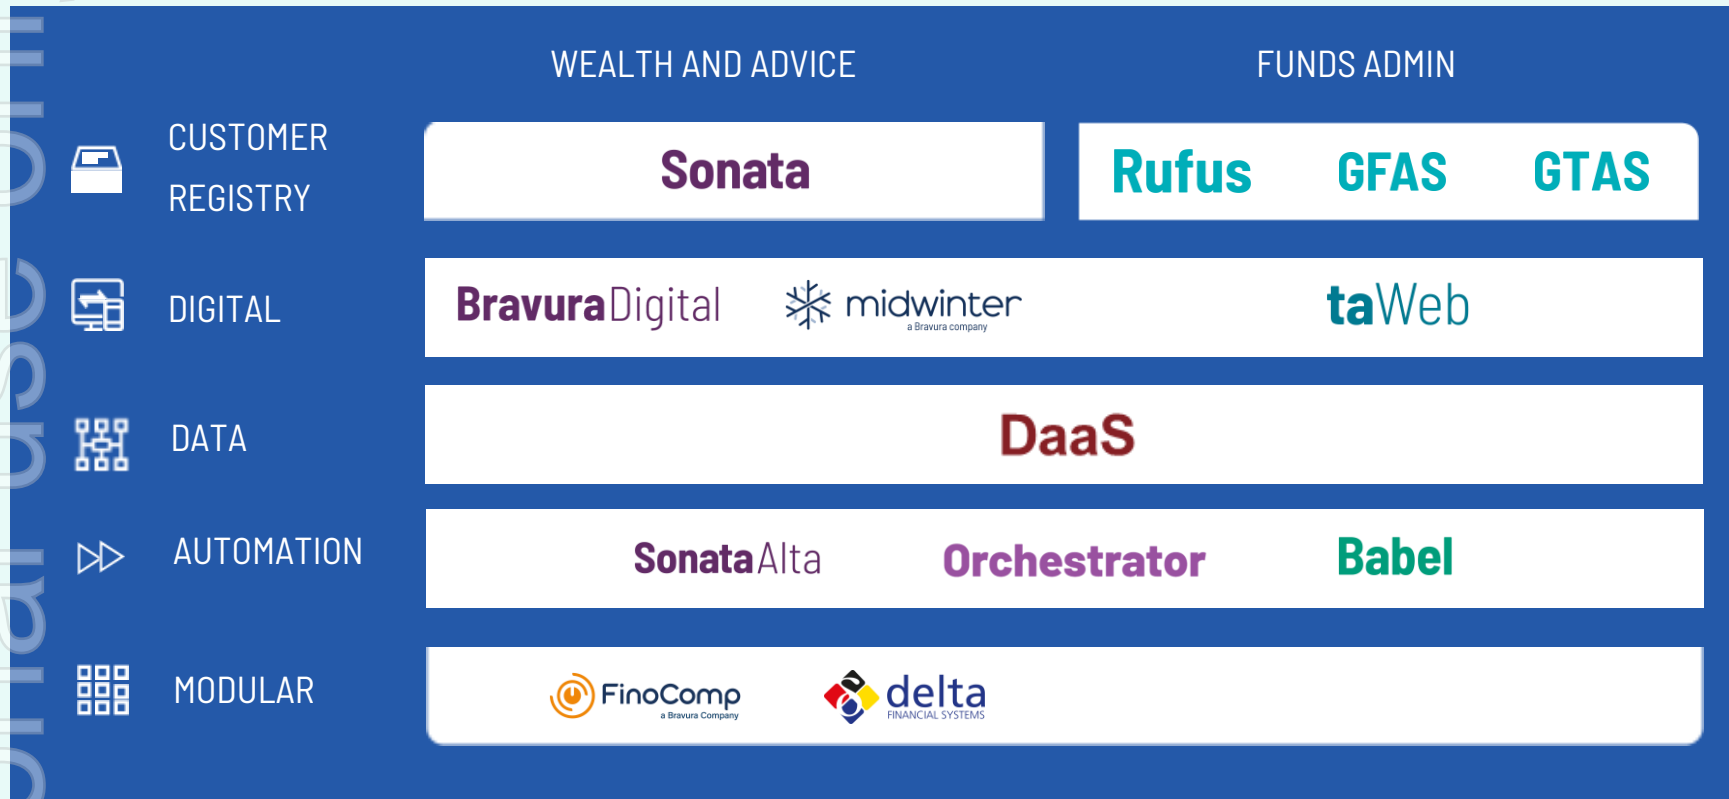 WEALTH AND ADVICE FUNDS ADMIN
CUSTOMER
REGISTRY
Sonata Rufus GFAS GTAS
DIGITAL BravuraDigital midwinter taWeb
a Bravura company
DATA DaaS
AUTOMATION SonataAlta Orchestrator Babel
MODULAR FinoComp delta
a Bravura Company FINANCIAL SYSTEMS